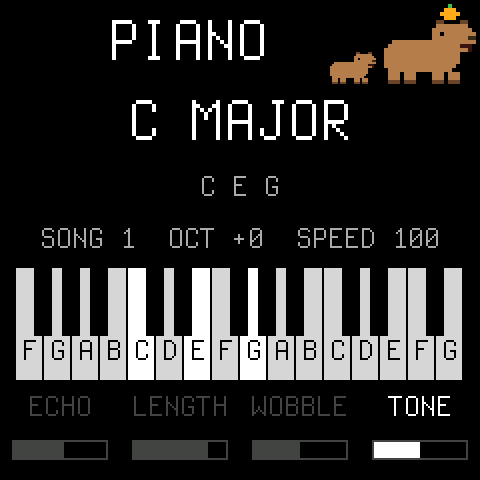 PIANO
C MAJOR
C E G
SONG 1 OCT +0 SPEED 100
F G A B C D E F G A B C D E F G
ECHO LENGTH WOBBLE TONE